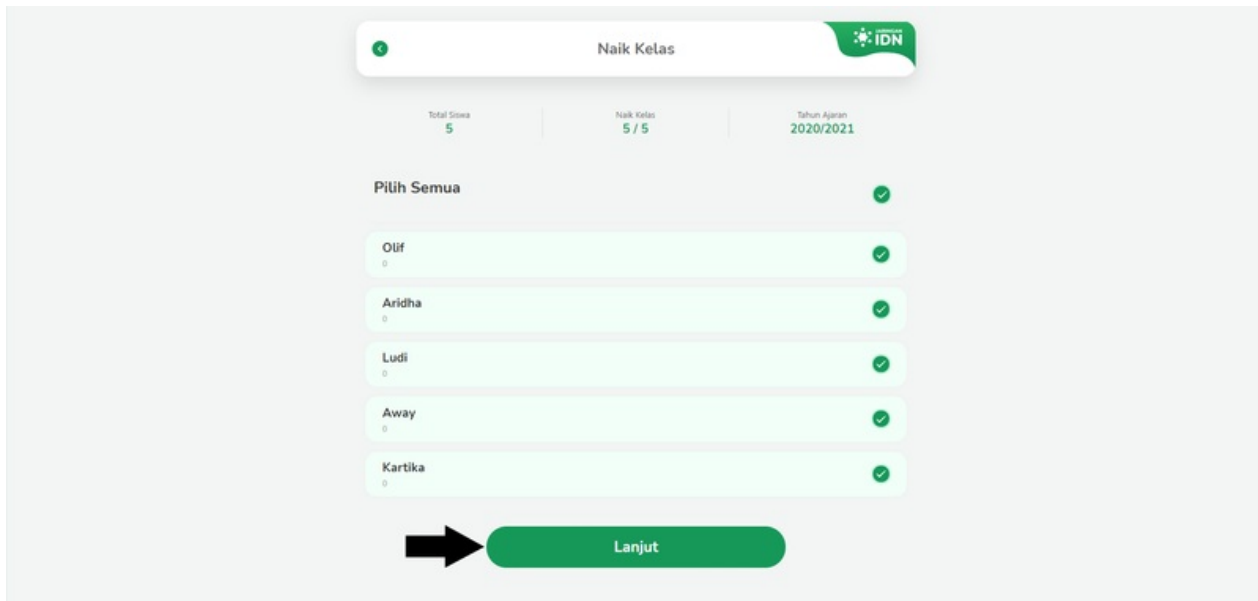 Naik Kelas
IDN
Total Siswa
5
Naik Kelas
5 / 5
Tahun Ajaran
2020/2021
Pilih Semua
Olif
0
Aridha
0
Ludi
0
Away
0
Kartika
0
Lanjut